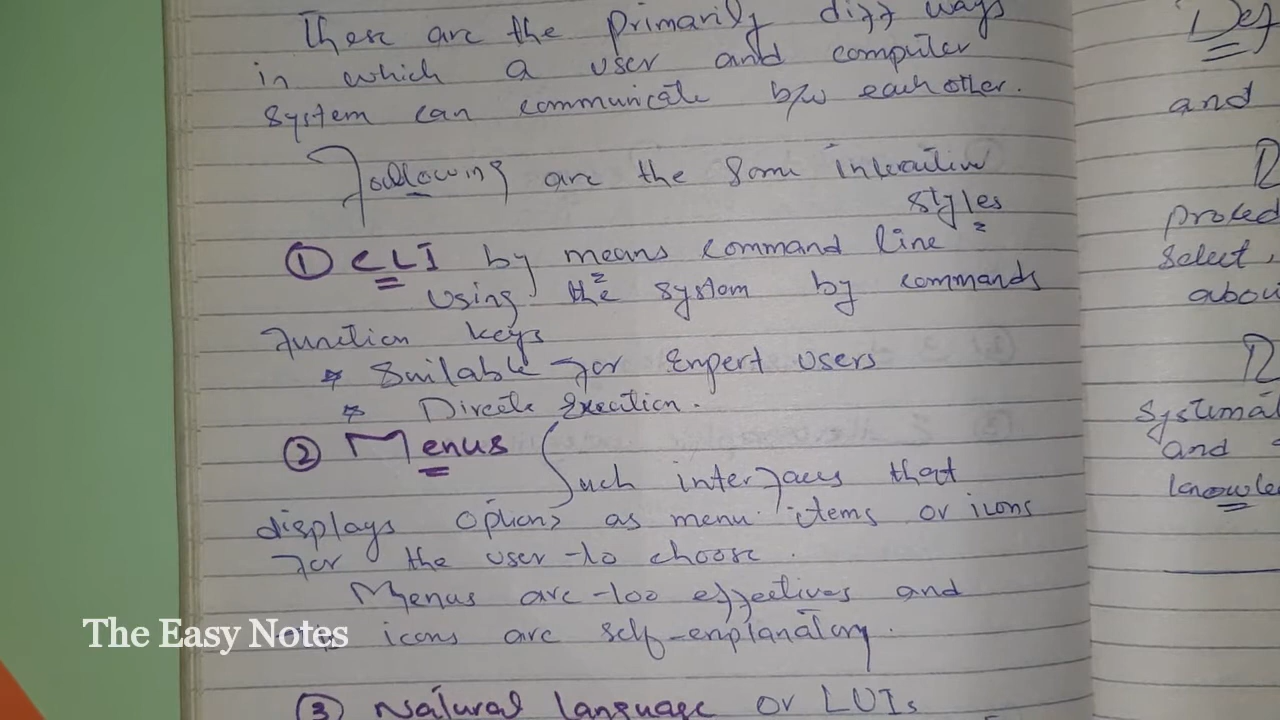 These are the primarily diff ways
in which a user and computer
system can communicate b/w each other.
Following are the some interactive
styles
① CLI by means command line
Using the system by commands
function keys
* Suitable for Expert Users
* Direct Execution.
② Menus
Such interfaces that
displays options as menu items or icons
for the user to choose.
Menus are too effectives and
icons are self-explanatory.
③ Natural language or LUIs
Def
and
proced
select,
abou
systemat
and
knowle
The Easy Notes